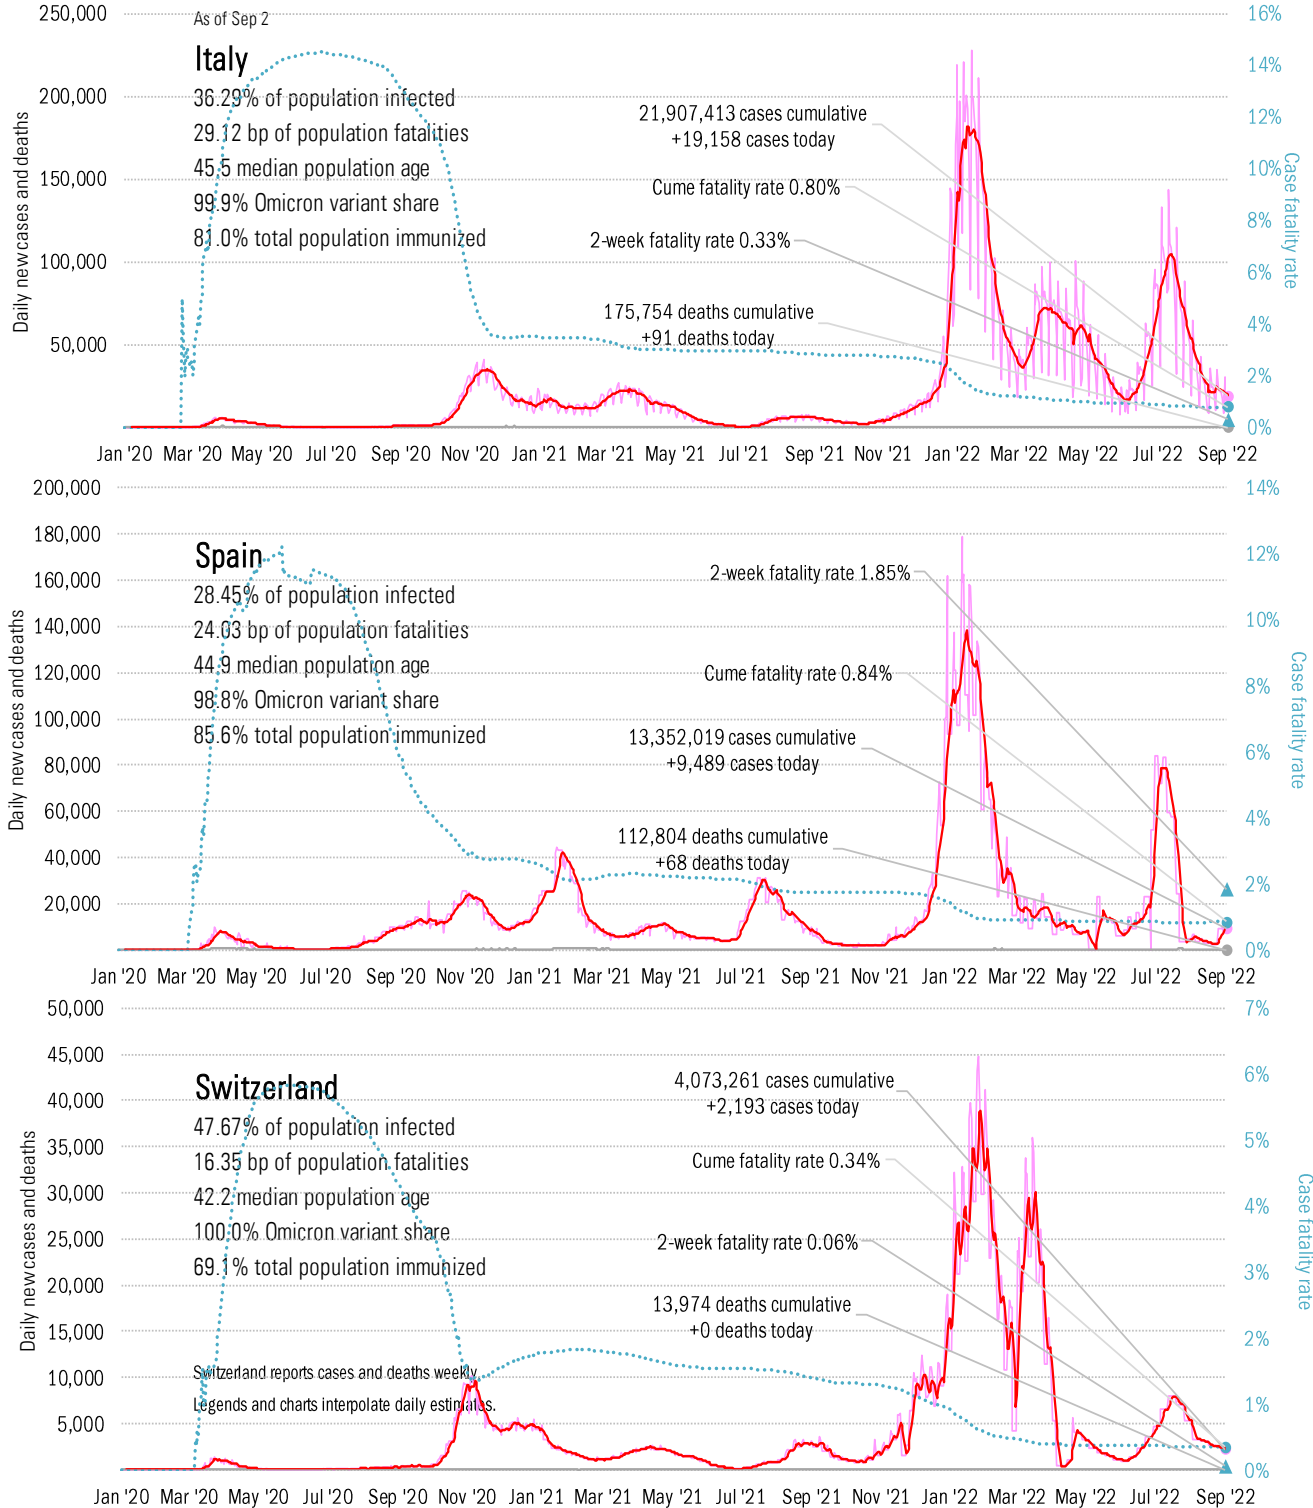 250,000
As of Sep 2
16%
Italy
14%
36.29% of population infected
200,000
21,907,413 cases cumulative
+19,158 cases today
12%
29.12 bp of population fatalities
45.5 median population age
150,000
Cume fatality rate 0.80%
10%
99.9% Omicron variant share
8%
81.0% total population immunized
2-week fatality rate 0.33%
100,000
6%
175,754 deaths cumulative
+91 deaths today
4%
50,000
2%
0%
Daily new cases and deaths
Case fatality rate
Jan '20 Mar '20 May '20 Jul '20 Sep '20 Nov '20 Jan '21 Mar '21 May '21 Jul '21 Sep '21 Nov '21 Jan '22 Mar '22 May '22 Jul '22 Sep '22
200,000
14%
180,000
Spain
12%
2-week fatality rate 1.85%
160,000
28.45% of population infected
140,000
24.03 bp of population fatalities
10%
44.9 median population age
120,000
Cume fatality rate 0.84%
8%
98.8% Omicron variant share
100,000
85.6% total population immunized
13,352,019 cases cumulative
+9,489 cases today
6%
80,000
60,000
4%
112,804 deaths cumulative
+68 deaths today
40,000
2%
20,000
0%
Daily new cases and deaths
Case fatality rate
Jan '20 Mar '20 May '20 Jul '20 Sep '20 Nov '20 Jan '21 Mar '21 May '21 Jul '21 Sep '21 Nov '21 Jan '22 Mar '22 May '22 Jul '22 Sep '22
50,000
7%
45,000
6%
Switzerland
4,073,261 cases cumulative
+2,193 cases today
40,000
47.67% of population infected
5%
35,000
16.35 bp of population fatalities
Cume fatality rate 0.34%
30,000
42.2 median population age
4%
100.0% Omicron variant share
25,000
2-week fatality rate 0.06%
69.1% total population immunized
3%
20,000
13,974 deaths cumulative
+0 deaths today
15,000
2%
Switzerland reports cases and deaths weekly.
10,000
Legends and charts interpolate daily estimates.
1%
5,000
0%
Daily new cases and deaths
Case fatality rate
Jan '20 Mar '20 May '20 Jul '20 Sep '20 Nov '20 Jan '21 Mar '21 May '21 Jul '21 Sep '21 Nov '21 Jan '22 Mar '22 May '22 Jul '22 Sep '22